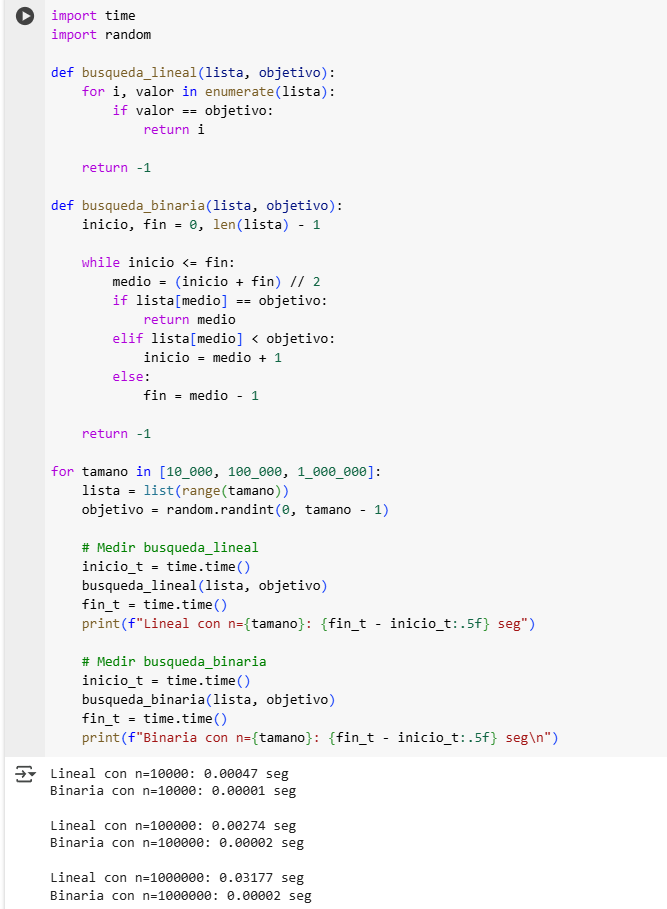 import time
import random
def busqueda_lineal(lista, objetivo):
    for i, valor in enumerate(lista):
        if valor == objetivo:
            return i
    return -1
def busqueda_binaria(lista, objetivo):
    inicio, fin = 0, len(lista) - 1
    while inicio <= fin:
        medio = (inicio + fin) // 2
        if lista[medio] == objetivo:
            return medio
        elif lista[medio] < objetivo:
            inicio = medio + 1
        else:
            fin = medio - 1
    return -1
for tamano in [10_000, 100_000, 1_000_000]:
    lista = list(range(tamano))
    objetivo = random.randint(0, tamano - 1)
    # Medir busqueda_lineal
    inicio_t = time.time()
    busqueda_lineal(lista, objetivo)
    fin_t = time.time()
    print(f"Lineal con n={tamano}: {fin_t - inicio_t:.5f} seg")
    # Medir busqueda_binaria
    inicio_t = time.time()
    busqueda_binaria(lista, objetivo)
    fin_t = time.time()
    print(f"Binaria con n={tamano}: {fin_t - inicio_t:.5f} seg\n")
Lineal con n=10000: 0.00047 seg
Binaria con n=10000: 0.00001 seg
Lineal con n=100000: 0.00274 seg
Binaria con n=100000: 0.00002 seg
Lineal con n=1000000: 0.03177 seg
Binaria con n=1000000: 0.00002 seg